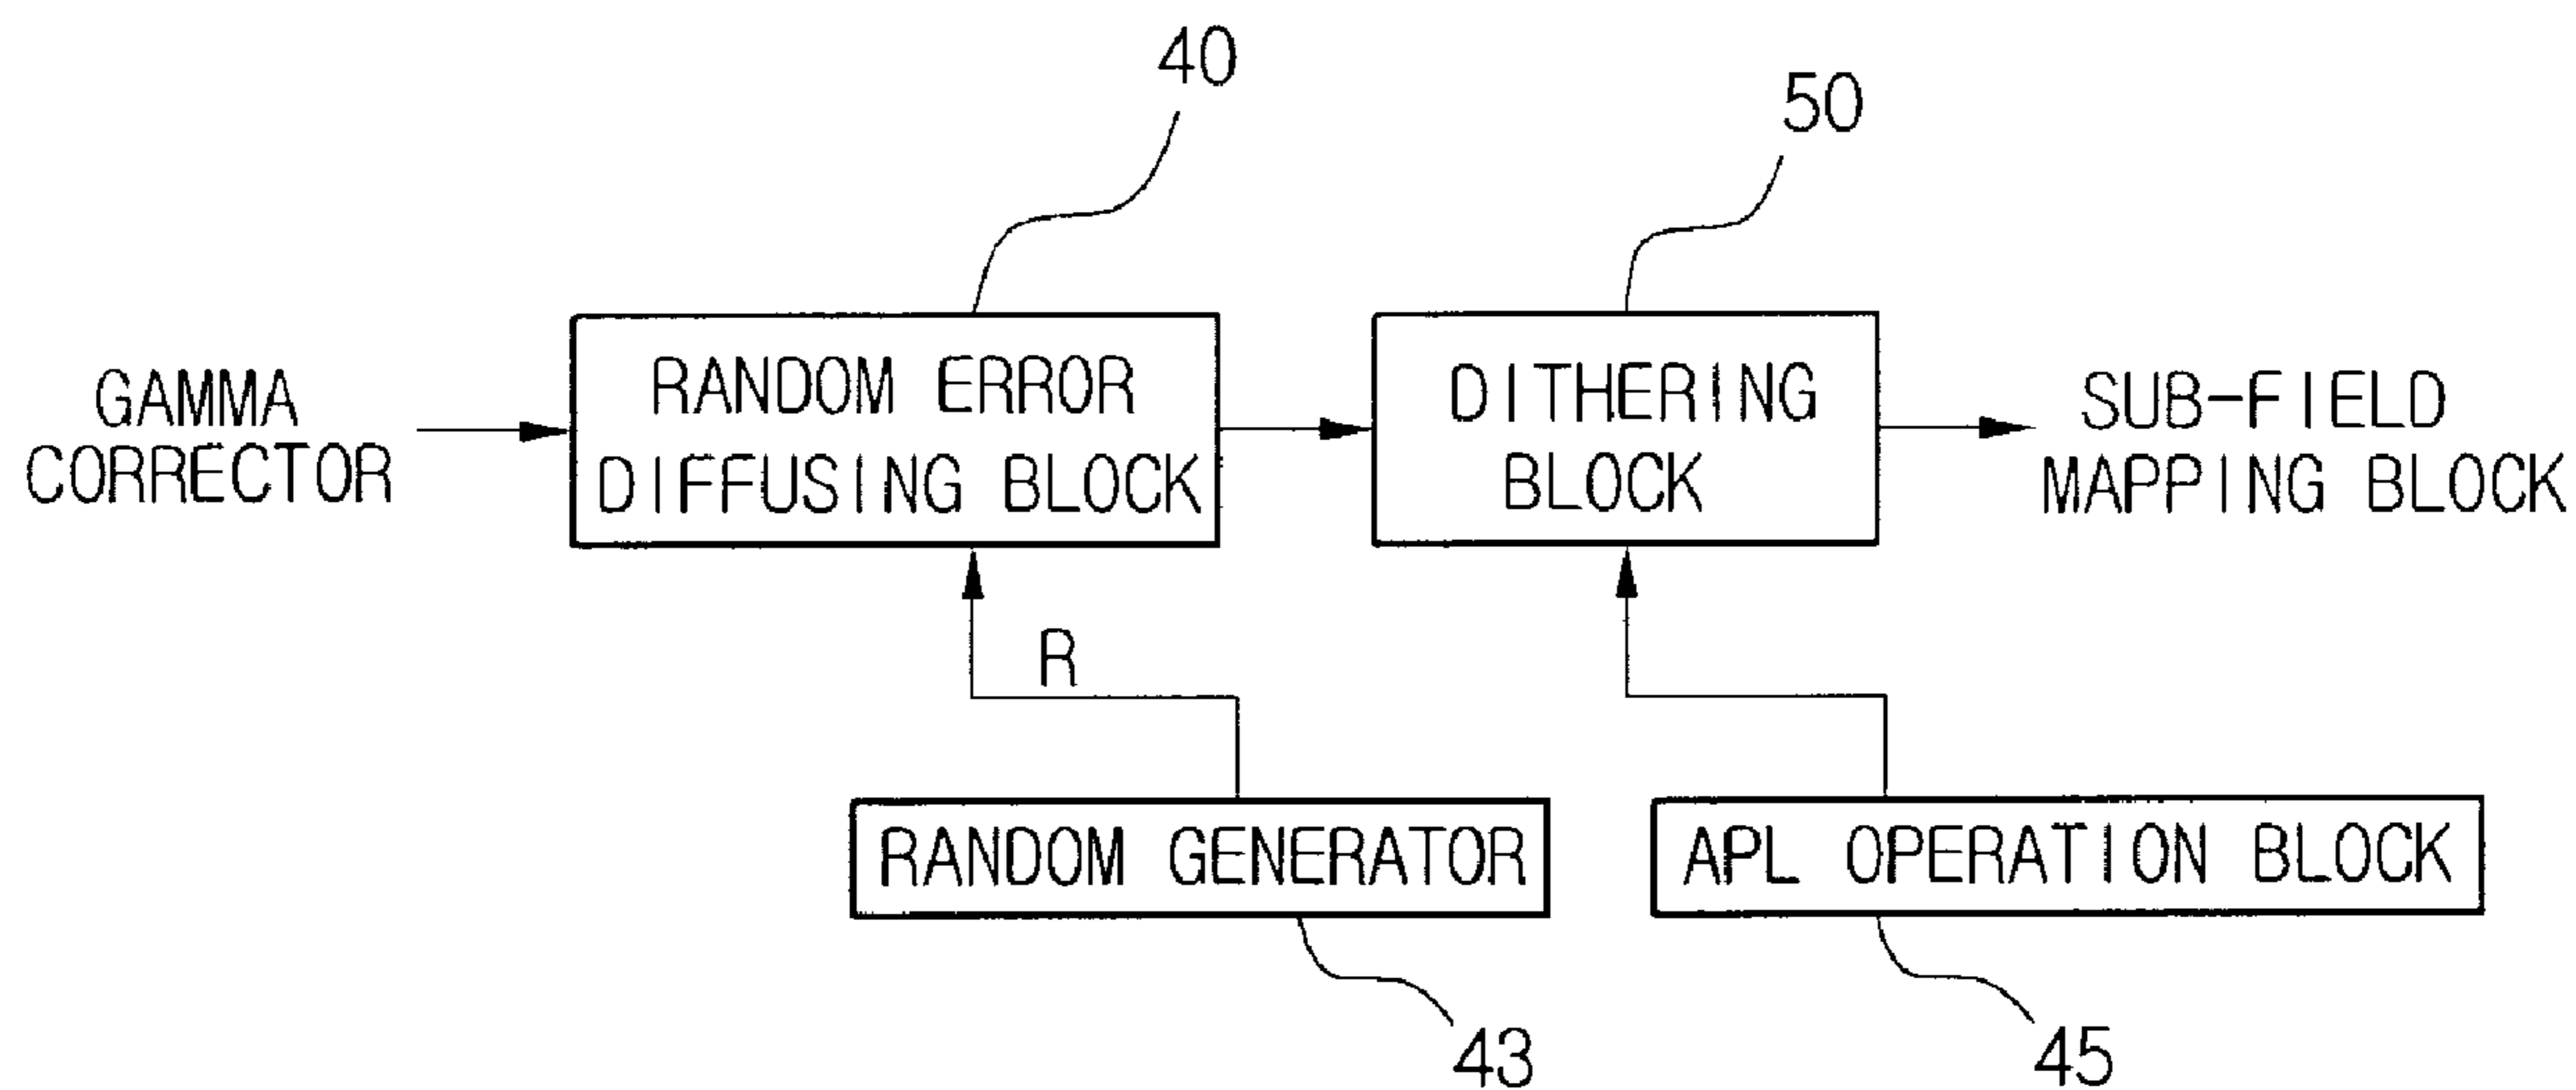 40
50
GAMMA
CORRECTOR
RANDOM ERROR
DIFFUSING BLOCK
DITHERING
BLOCK
SUB-FIELD
MAPPING BLOCK
R
RANDOM GENERATOR
APL OPERATION BLOCK
43
45